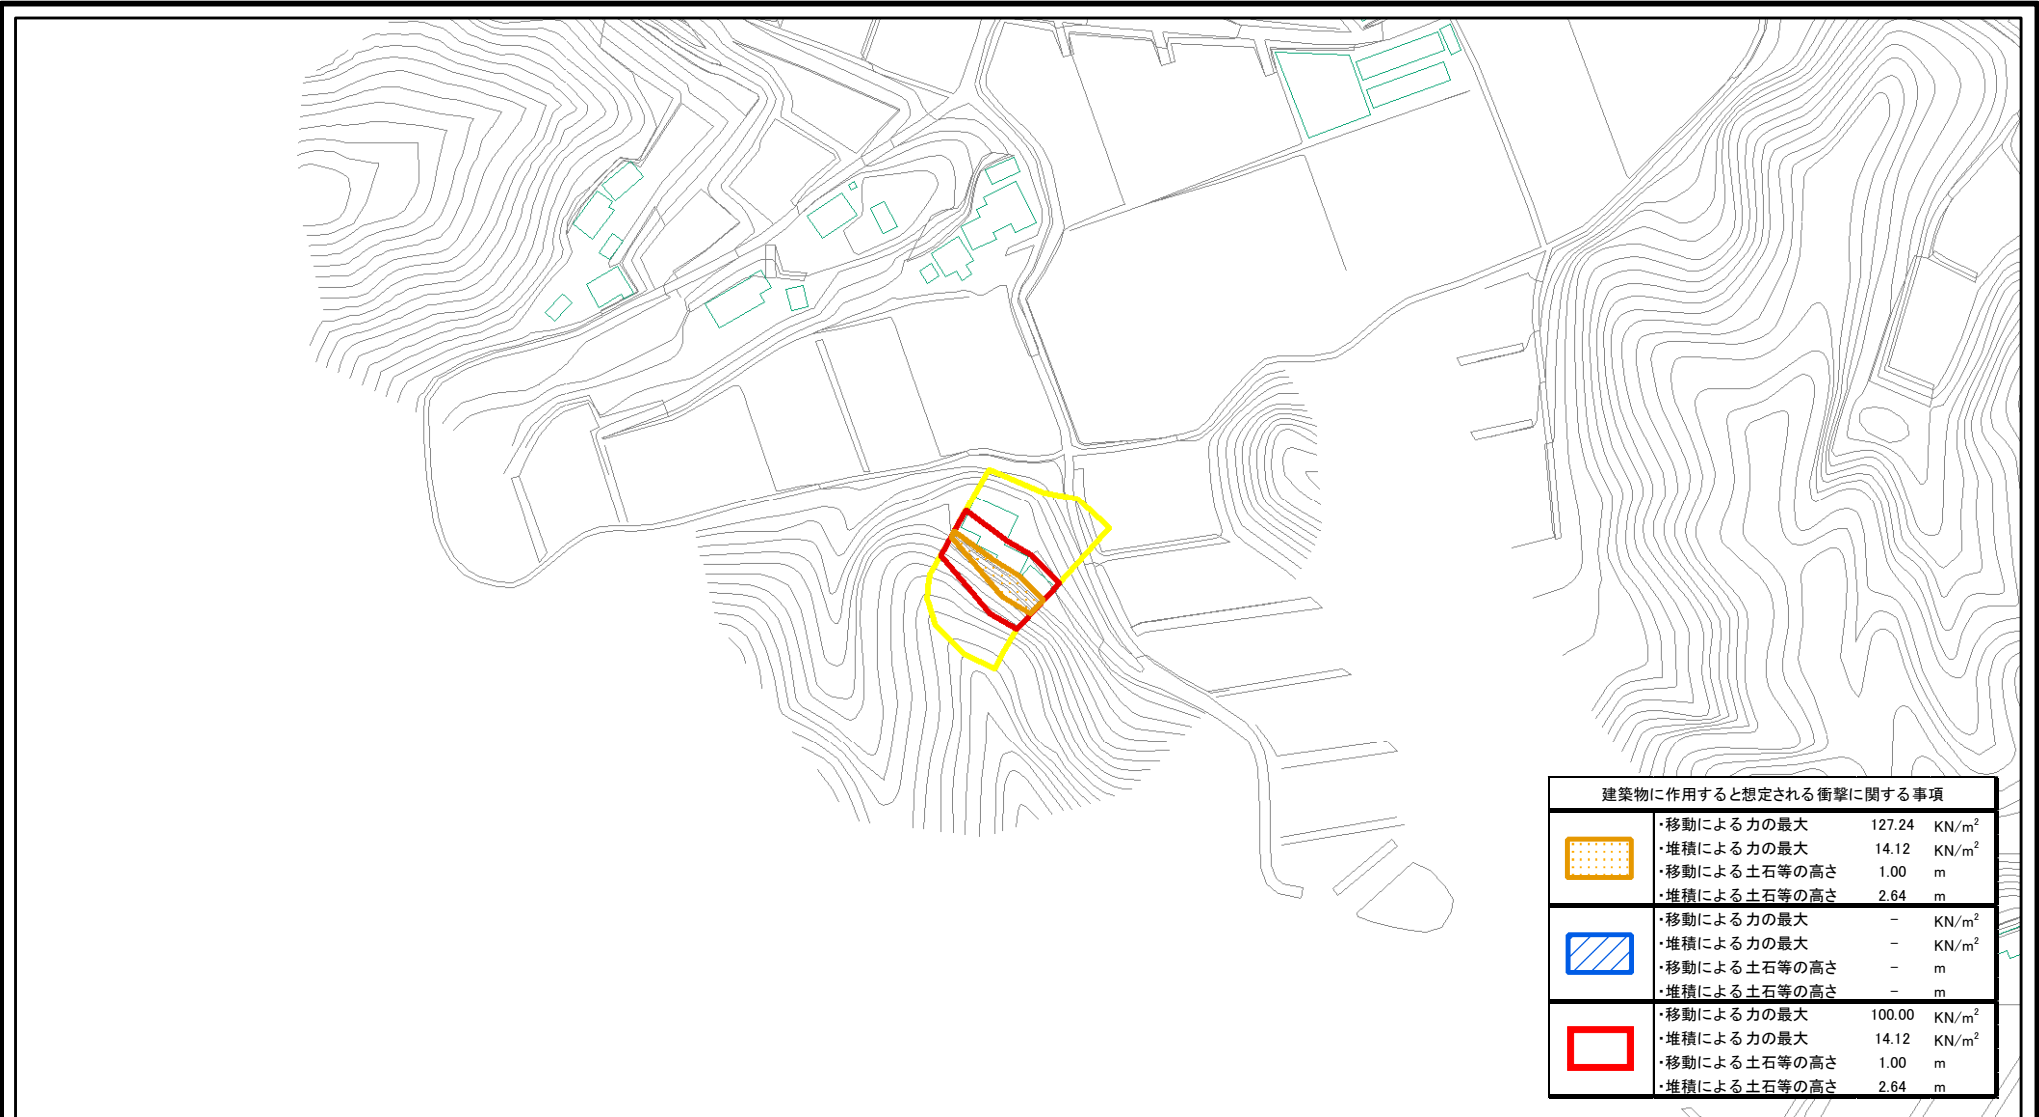 建築物に作用すると想定される衝撃に関する事項
・移動による力の最大 127.24 KN/m²
・堆積による力の最大 14.12 KN/m²
・移動による土石等の高さ 1.00 m
・堆積による土石等の高さ 2.64 m
・移動による力の最大 － KN/m²
・堆積による力の最大 － KN/m²
・移動による土石等の高さ － m
・堆積による土石等の高さ － m
・移動による力の最大 100.00 KN/m²
・堆積による力の最大 14.12 KN/m²
・移動による土石等の高さ 1.00 m
・堆積による土石等の高さ 2.64 m